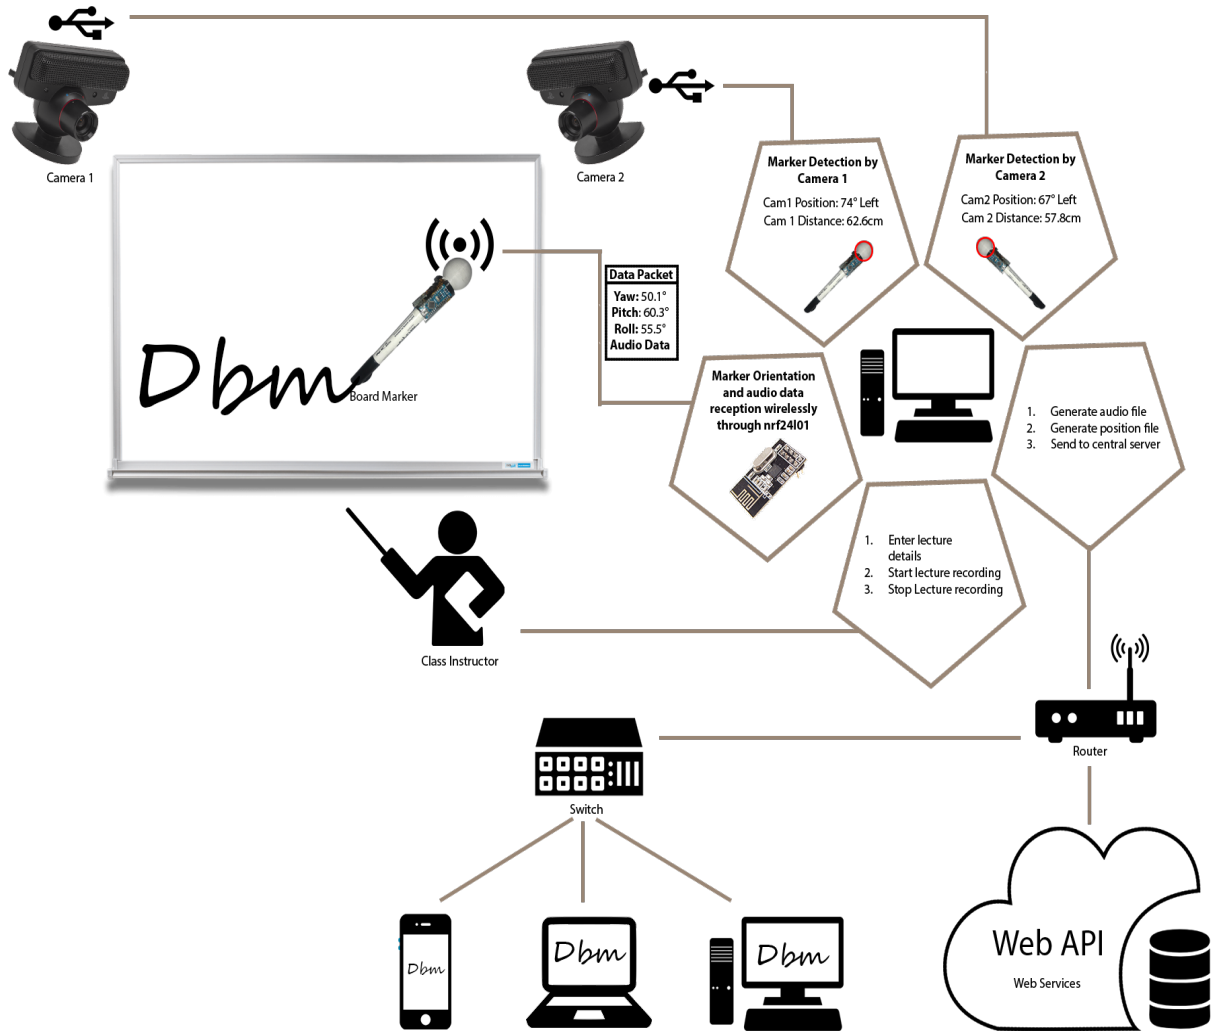 Camera 1
Camera 2
Marker Detection by
Camera 1
Cam1 Position: 74° Left
Cam 1 Distance: 62.6cm
Marker Detection by
Camera 2
Cam2 Position: 67° Left
Cam 2 Distance: 57.8cm
Data Packet
Yaw: 50.1°
Pitch: 60.3°
Roll: 55.5°
Audio Data
Dbm
Board Marker
Marker Orientation
and audio data
reception wirelessly
through nrf24l01
1. Generate audio file
2. Generate position file
3. Send to central server
1. Enter lecture
details
2. Start lecture recording
3. Stop Lecture recording
Class Instructor
Router
Switch
Dbm
Dbm
Dbm
Web API
Web Services